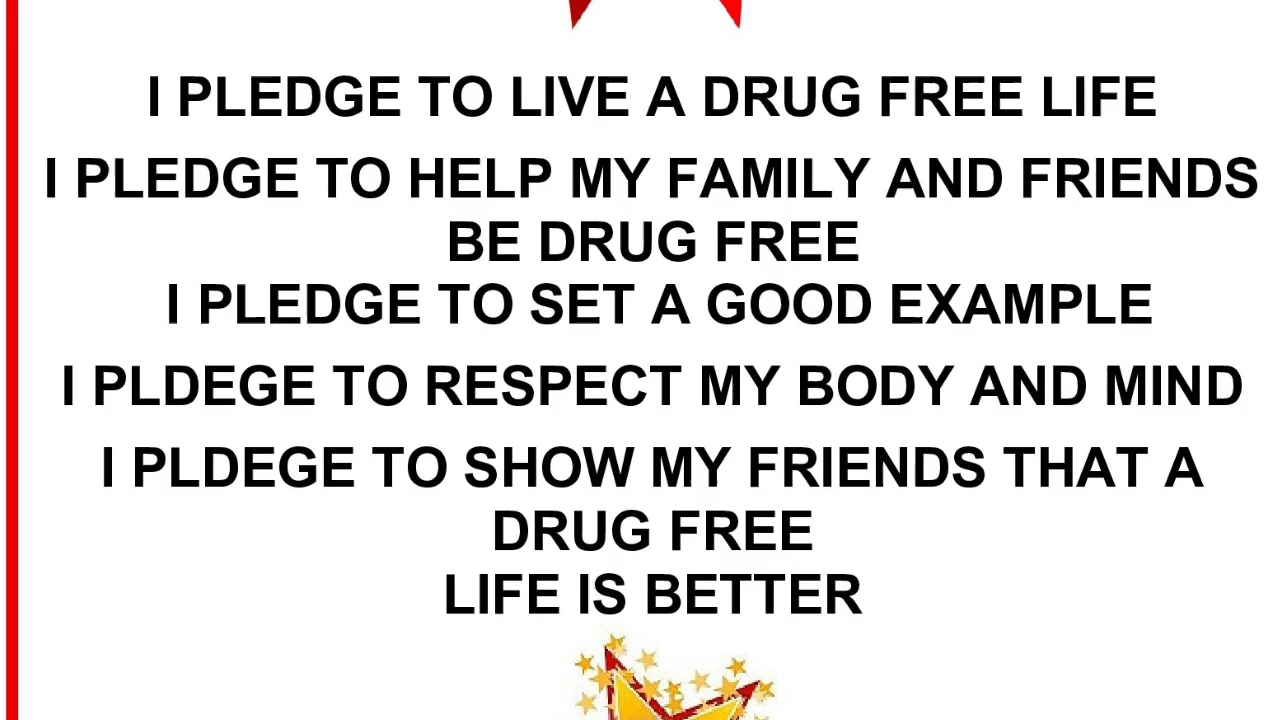 I PLEDGE TO LIVE A DRUG FREE LIFE
I PLEDGE TO HELP MY FAMILY AND FRIENDS
BE DRUG FREE
I PLEDGE TO SET A GOOD EXAMPLE
I PLDEGE TO RESPECT MY BODY AND MIND
I PLDEGE TO SHOW MY FRIENDS THAT A
DRUG FREE
LIFE IS BETTER